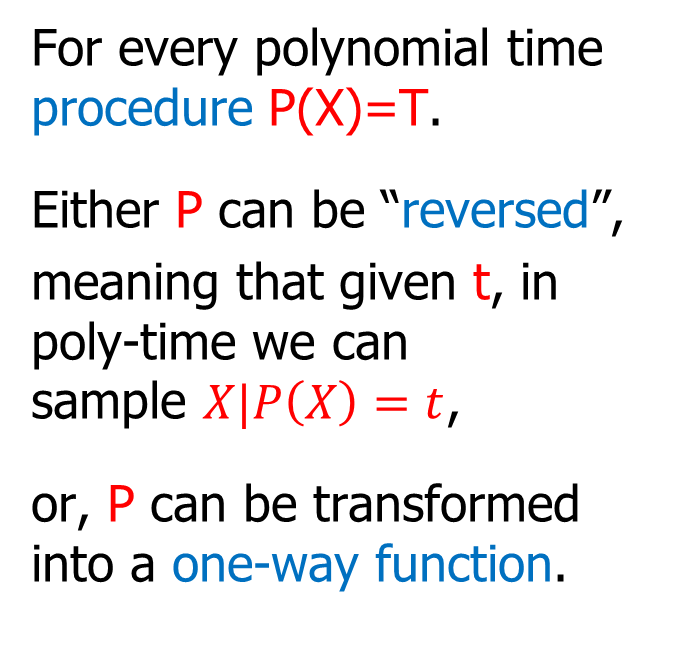 For every polynomial time
procedure P(X)=T.
Either P can be “reversed”,
meaning that given t, in
poly-time we can
sample X|P(X) = t,
or, P can be transformed
into a one-way function.